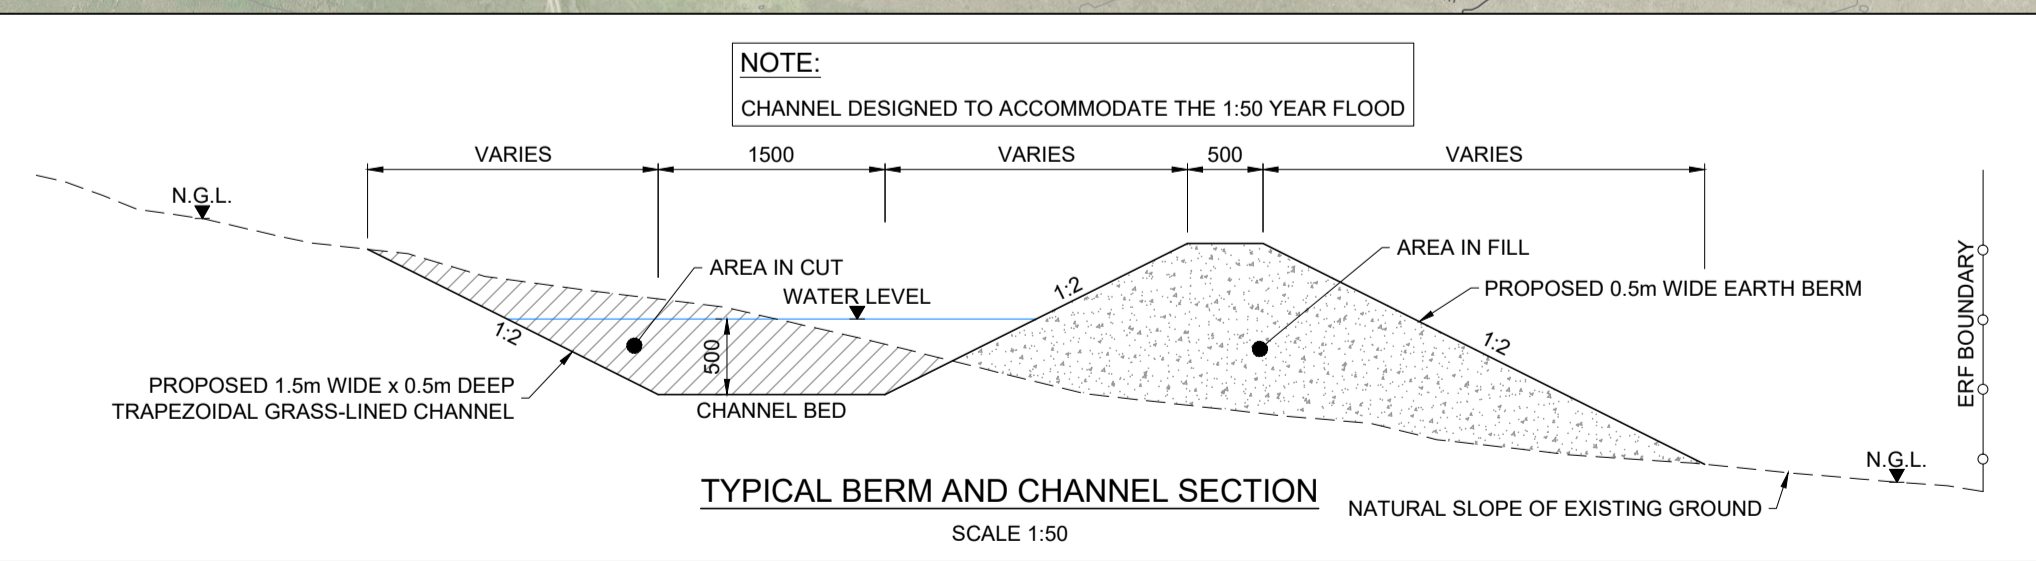 NOTE:
CHANNEL DESIGNED TO ACCOMMODATE THE 1:50 YEAR FLOOD
VARIES
1500
VARIES
500
VARIES
N.G.L.
AREA IN CUT
WATER LEVEL
1:2
AREA IN FILL
PROPOSED 0.5m WIDE EARTH BERM
1:2
1:2
500
PROPOSED 1.5m WIDE x 0.5m DEEP
TRAPEZOIDAL GRASS-LINED CHANNEL
CHANNEL BED
ERF BOUNDARY
N.G.L.
NATURAL SLOPE OF EXISTING GROUND
TYPICAL BERM AND CHANNEL SECTION
SCALE 1:50